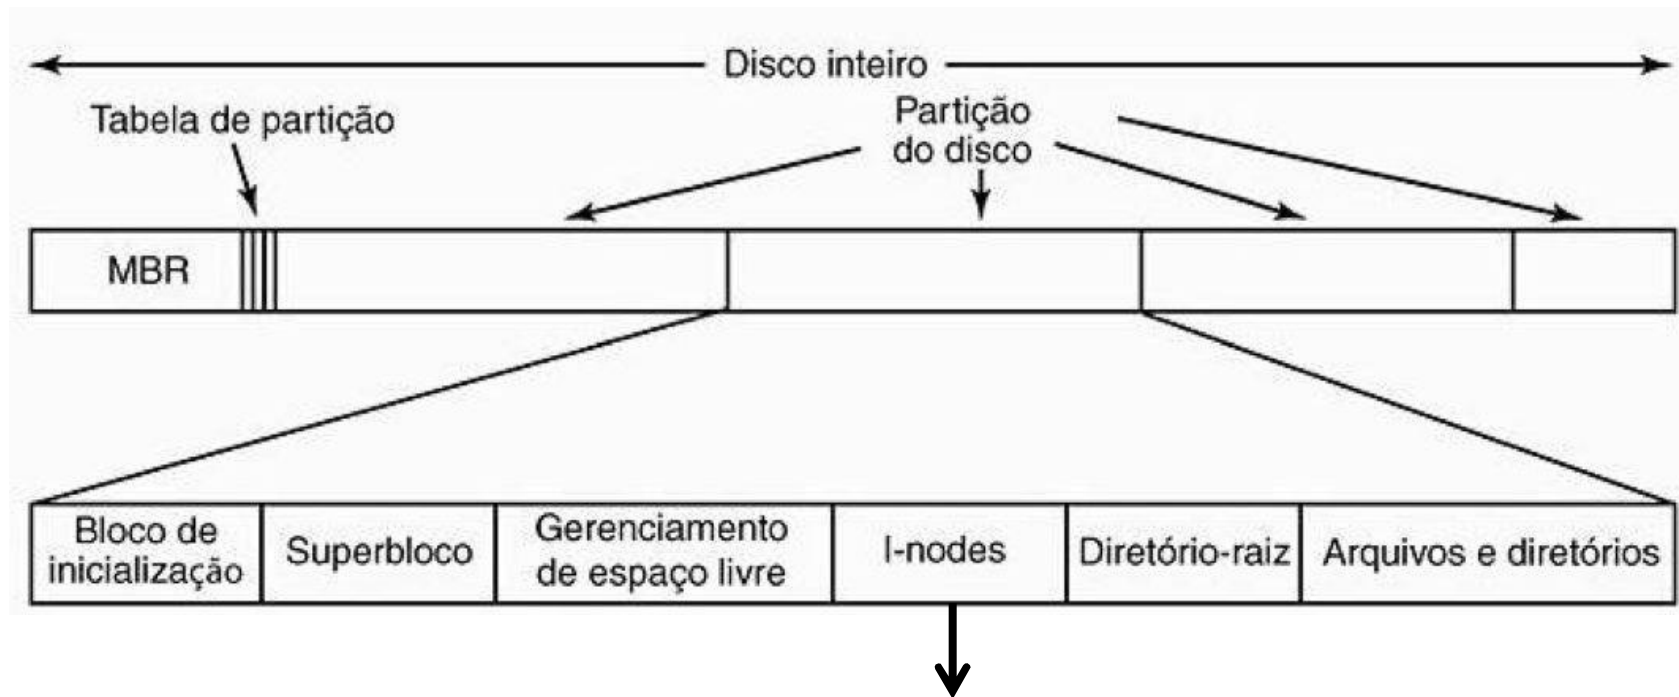 Disco inteiro
Tabela de partição
Partição
do disco
MBR
Bloco de
inicialização
Superbloco
Gerenciamento
de espaço livre
I-nodes
Diretório-raiz
Arquivos e diretórios